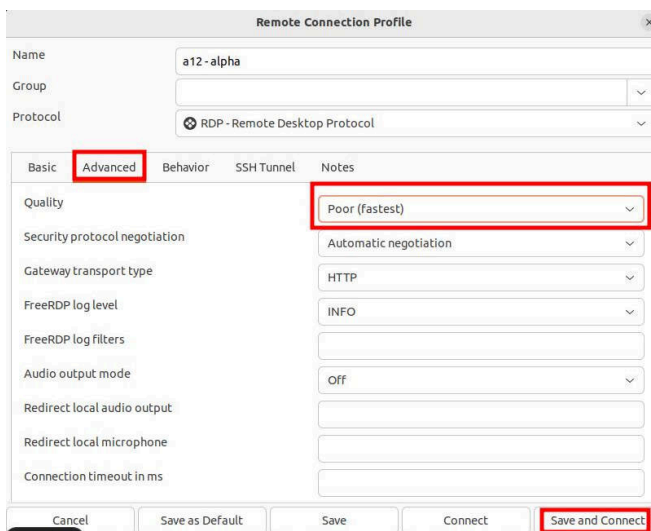 Remote Connection Profile
Name
a12 - alpha
Group
Protocol
RDP - Remote Desktop Protocol
Basic Advanced Behavior SSH Tunnel Notes
Quality
Poor (fastest)
Security protocol negotiation
Automatic negotiation
Gateway transport type
HTTP
FreeRDP log level
INFO
FreeRDP log filters
Audio output mode
Off
Redirect local audio output
Redirect local microphone
Connection timeout in ms
Cancel Save as Default Save Connect Save and Connect